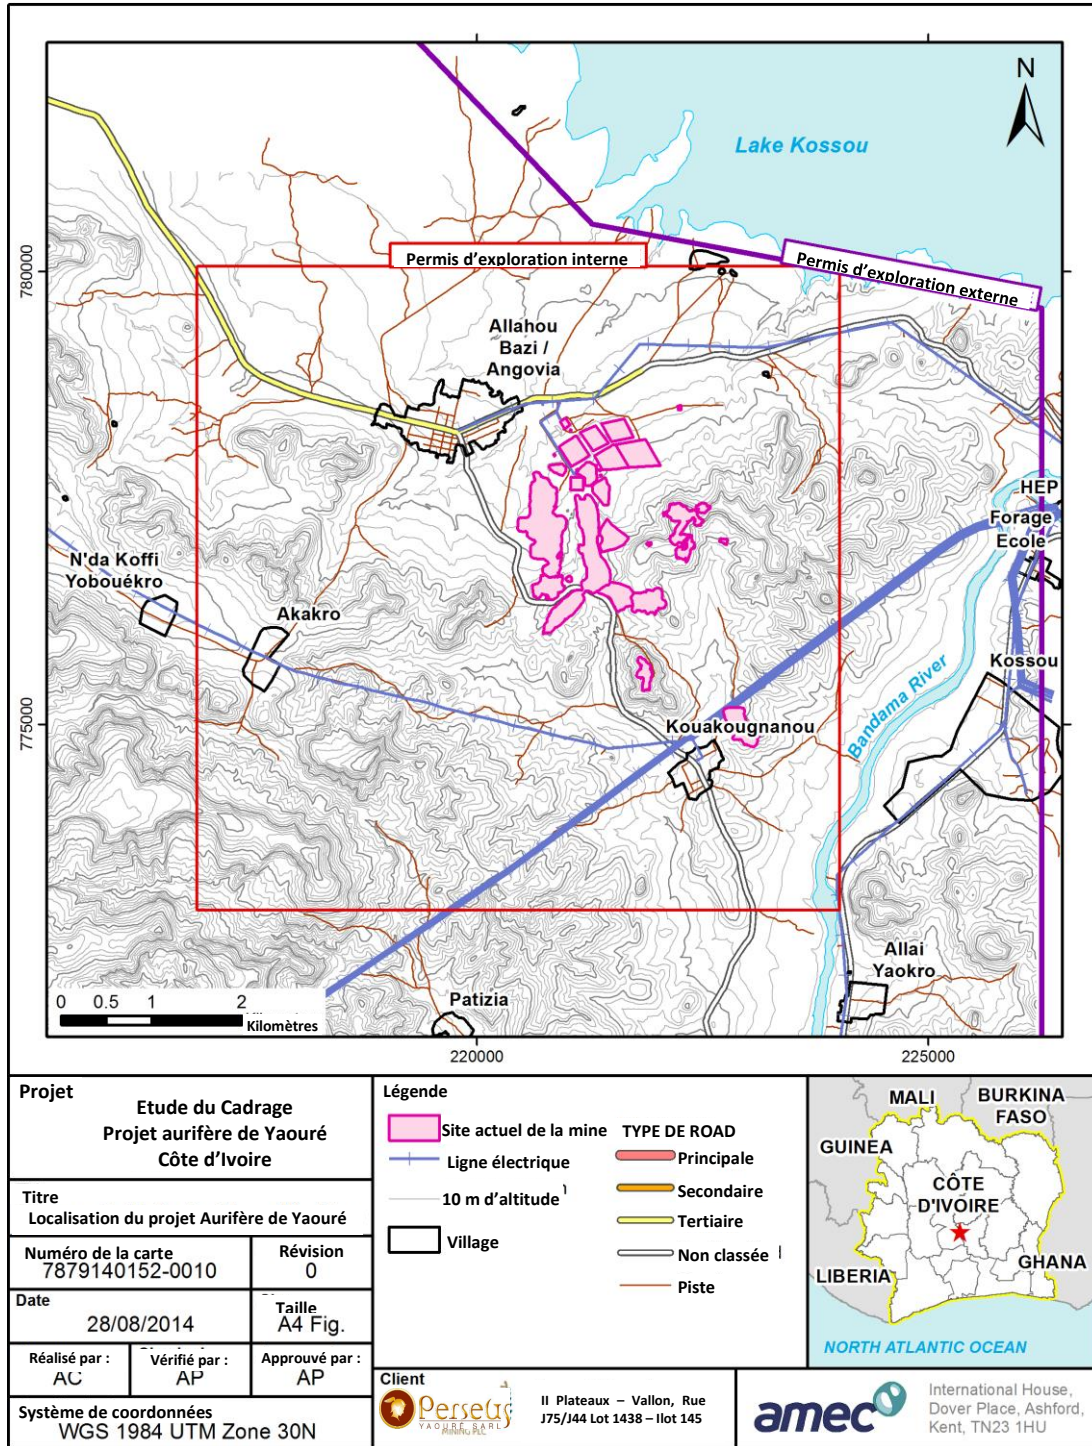 N
Lake Kossou
780000
Permis d'exploration interne
Permis d'exploration externe
Allahou
Bazi /
Angovia
HEP
Forage
Ecole
N'da Koffi
Yobouékro
Akakro
Kossou
775000
Kouakougnanou
Bandama River
Allai
Yaokro
Patizia
0 0.5 1 2
Kilomètres
220000 225000
Projet
Etude du Cadrage
Projet aurifère de Yaouré
Côte d'Ivoire
Titre
Localisation du projet Aurifère de Yaouré
Numéro de la carte
7879140152-0010
Révision
0
Date
28/08/2014
Taille
A4 Fig.
Réalisé par :
AC
Vérifié par :
AP
Approuvé par :
AP
Système de coordonnées
WGS 1984 UTM Zone 30N
Légende
Site actuel de la mine
Ligne électrique
10 m d'altitude
Village
TYPE DE ROAD
Principale
Secondaire
Tertiaire
Non classée
Piste
MALI
BURKINA
FASO
GUINEA
CÔTE
D'IVOIRE
LIBERIA
GHANA
NORTH ATLANTIC OCEAN
Client
Perseus
YAOURÉ SARL
MINING PLC
II Plateaux – Vallon, Rue
J75/J44 Lot 1438 – Ilot 145
amec
International House,
Dover Place, Ashford,
Kent, TN23 1HU